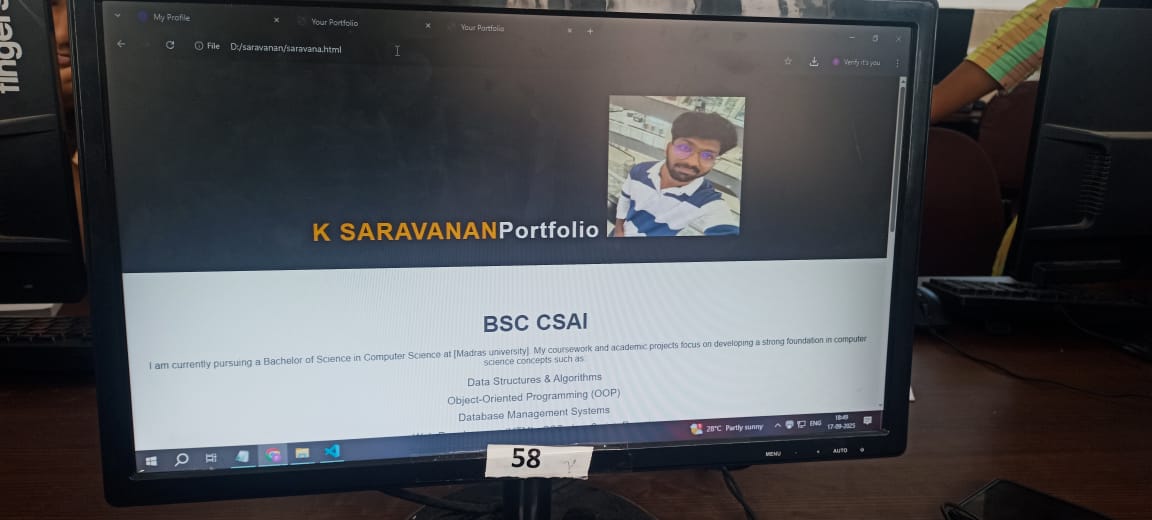 finger
My Profile
Your Portfolio
Your Portfolio
File D:/saravanan/saravana.html
Verify it's you
K SARAVANANPortfolio
BSC CSAI
I am currently pursuing a Bachelor of Science in Computer Science at [Madras university]. My coursework and academic projects focus on developing a strong foundation in computer
science concepts such as:
Data Structures & Algorithms
Object-Oriented Programming (OOP)
Database Management Systems
28°C Partly sunny
ENG
18:49
17-09-2025
MENU
AUTO
58